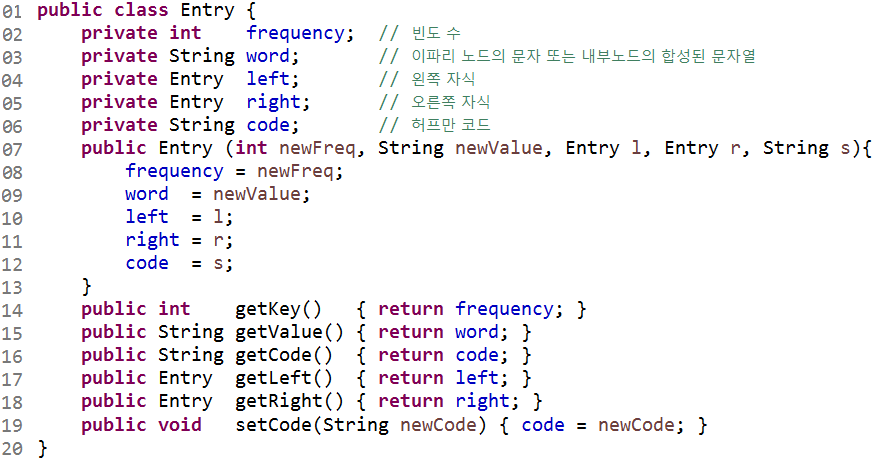 01 public class Entry {
02     private int    frequency;  // 빈도 수
03     private String word;       // 이파리 노드의 문자 또는 내부노드의 합성된 문자열
04     private Entry  left;       // 왼쪽 자식
05     private Entry  right;      // 오른쪽 자식
06     private String code;       // 허프만 코드
07     public Entry (int newFreq, String newValue, Entry l, Entry r, String s){
08         frequency = newFreq;
09         word  = newValue;
10         left  = l;
11         right = r;
12         code  = s;
13     }
14     public int    getKey()   { return frequency; }
15     public String getValue() { return word; }
16     public String getCode()  { return code; }
17     public Entry  getLeft()  { return left; }
18     public Entry  getRight() { return right; }
19     public void   setCode(String newCode) { code = newCode; }
20 }